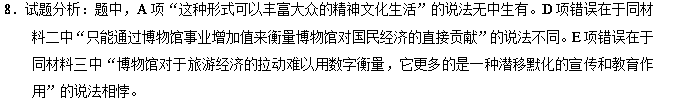 8．试题分析：题中，A 项“这种形式可以丰富大众的精神文化生活”的说法无中生有。D 项错误在于同材
料二中“只能通过博物馆事业增加值来衡量博物馆对国民经济的直接贡献”的说法不同。E 项错误在于
同材料三中“博物馆对于旅游经济的拉动难以用数字衡量，它更多的是一种潜移默化的宣传和教育作
用”的说法相悖。